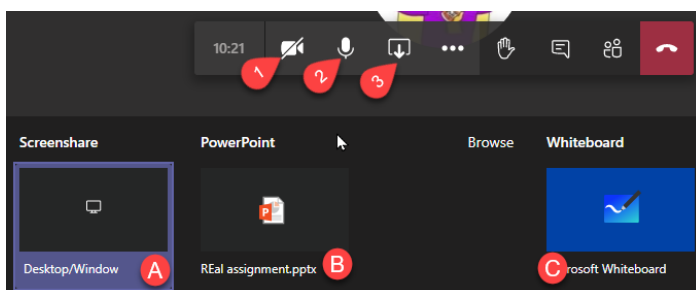 10:21
1 2 3
Screenshare PowerPoint Browse Whiteboard
P
Desktop/Window A REal assignment.pptx B C rosoft Whiteboard